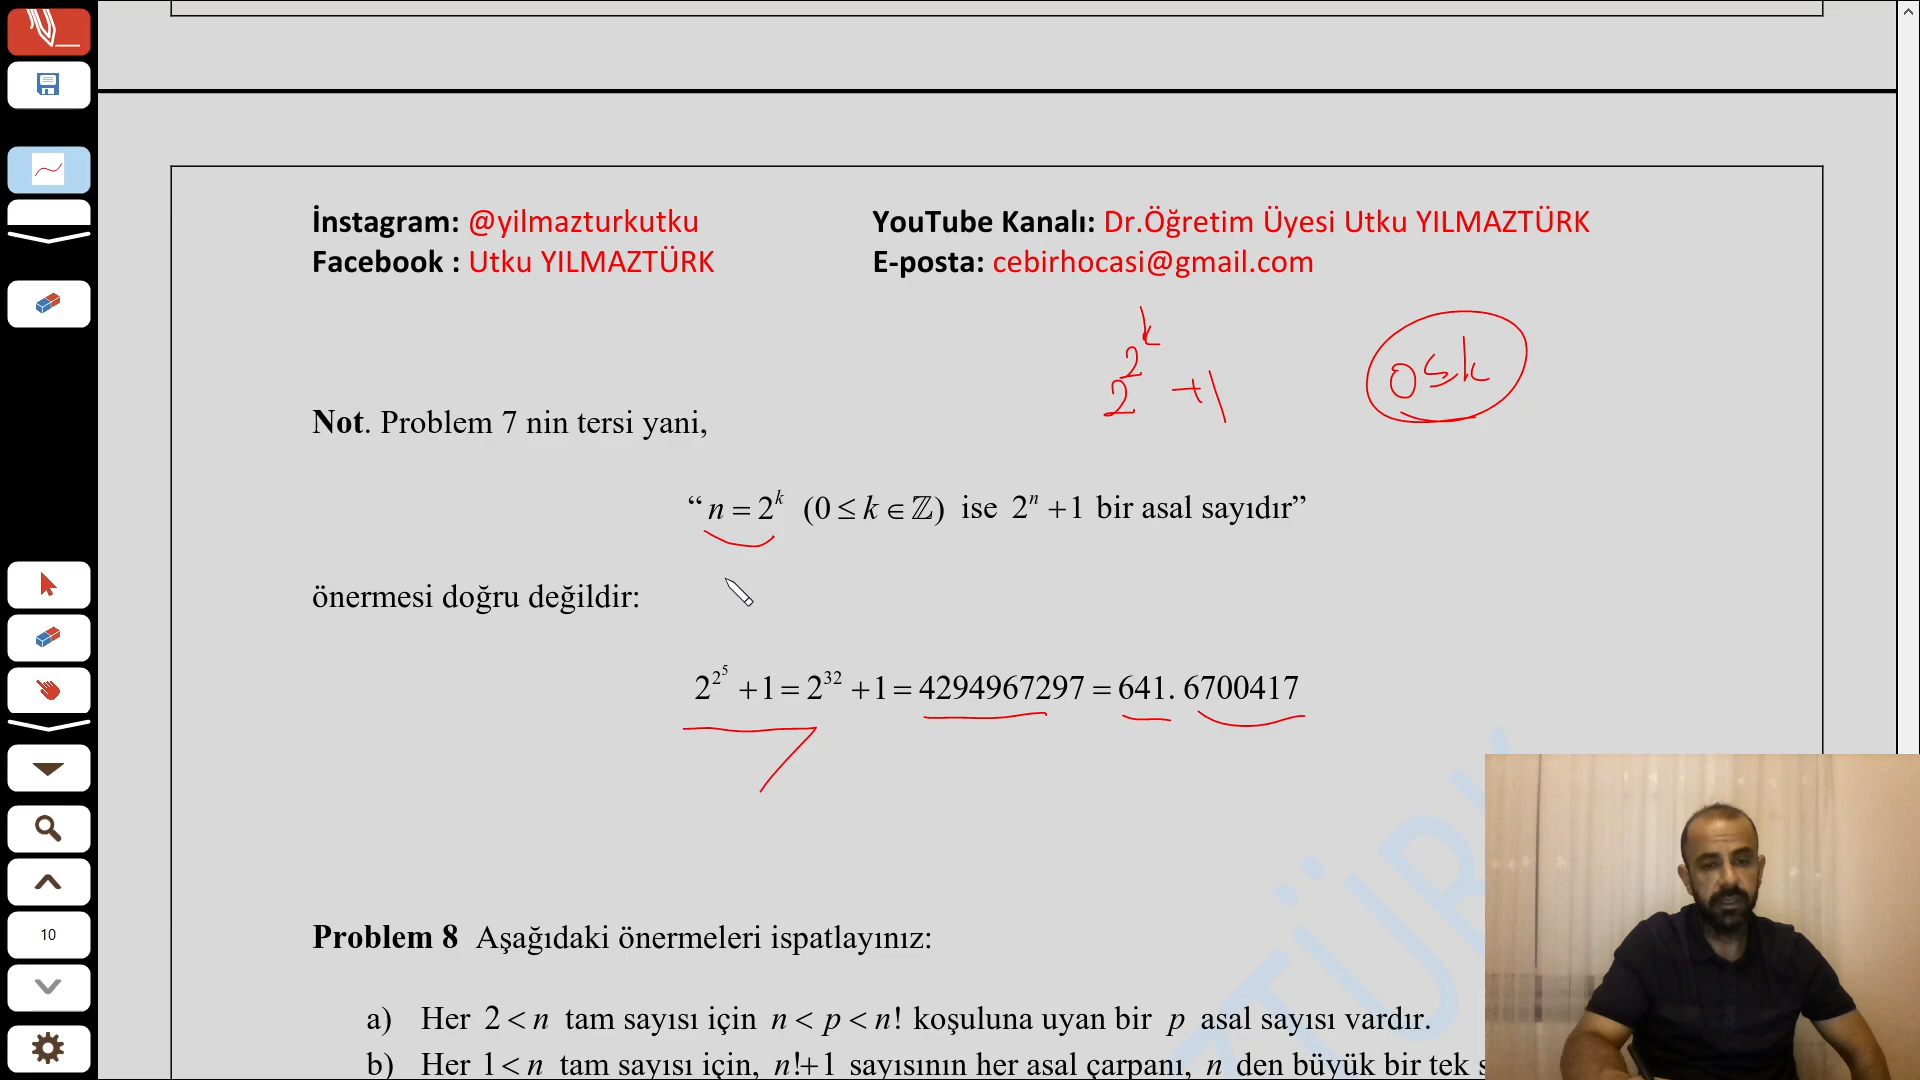 İnstagram: @yilmazturkutku YouTube Kanalı: Dr.Öğretim Üyesi Utku YILMAZTÜRK
Facebook : Utku YILMAZTÜRK E-posta: cebirhocasi@gmail.com
2^{2^k} +1 0≤k
Not. Problem 7 nin tersi yani,
“ n = 2^k (0 ≤ k ∈ ℤ) ise 2^n +1 bir asal sayıdır”
önermesi doğru değildir:
2^{2^5} +1 = 2^{32} +1 = 4294967297 = 641. 6700417
Problem 8 Aşağıdaki önermeleri ispatlayınız:
a) Her 2 < n tam sayısı için n < p < n! koşuluna uyan bir p asal sayısı vardır.
b) Her 1 < n tam sayısı için, n!+1 sayısının her asal çarpanı, n den büyük bir tek s
10